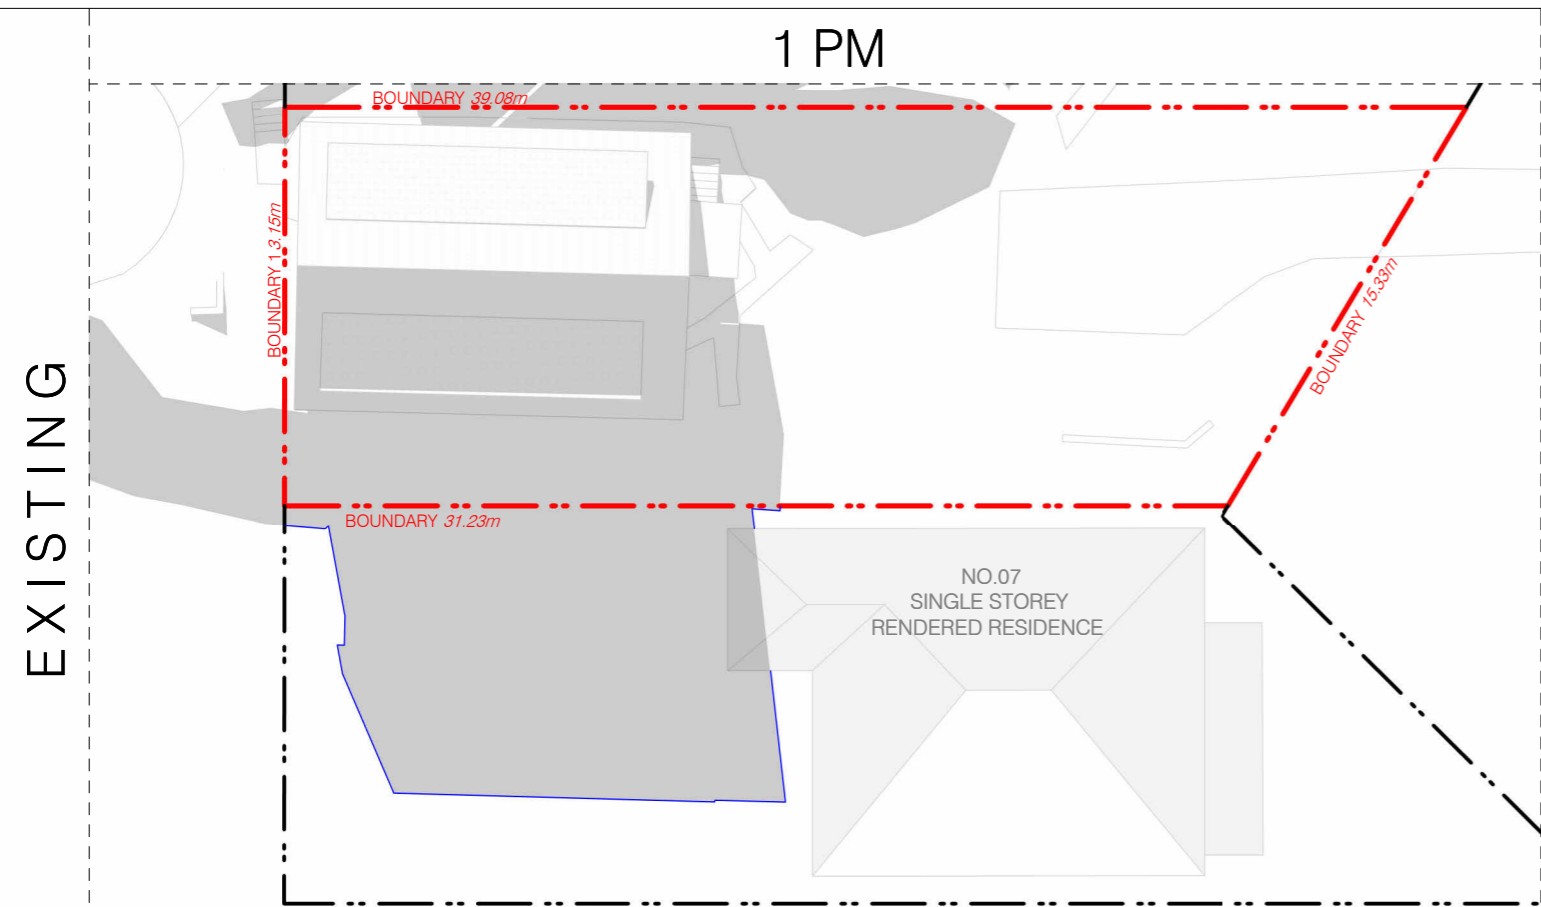 1 PM
BOUNDARY 39.08m
BOUNDARY 13.15m
BOUNDARY 15.33m
EXISTING
BOUNDARY 31.23m
NO.07
SINGLE STOREY
RENDERED RESIDENCE